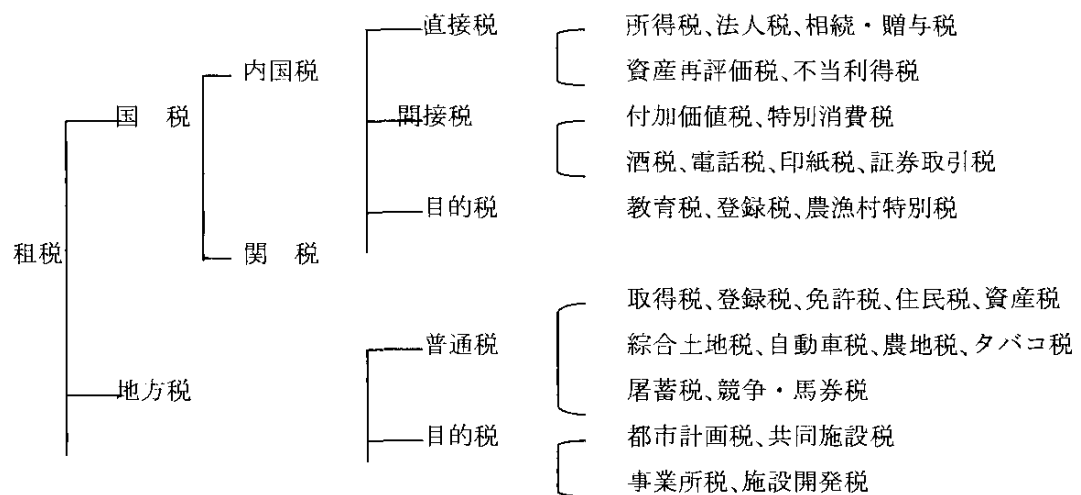 直接税 所得税、法人税、相続・贈与税
内国税 資産再評価税、不当利得税
国 税 間接税 付加価値税、特別消費税
酒税、電話税、印紙税、証券取引税
目的税 教育税、登録税、農漁村特別税
租税 関 税
取得税、登録税、免許税、住民税、資産税
普通税 綜合土地税、自動車税、農地税、タバコ税
地方税 屠蓄税、競争・馬券税
目的税 都市計画税、共同施設税
事業所税、施設開発税